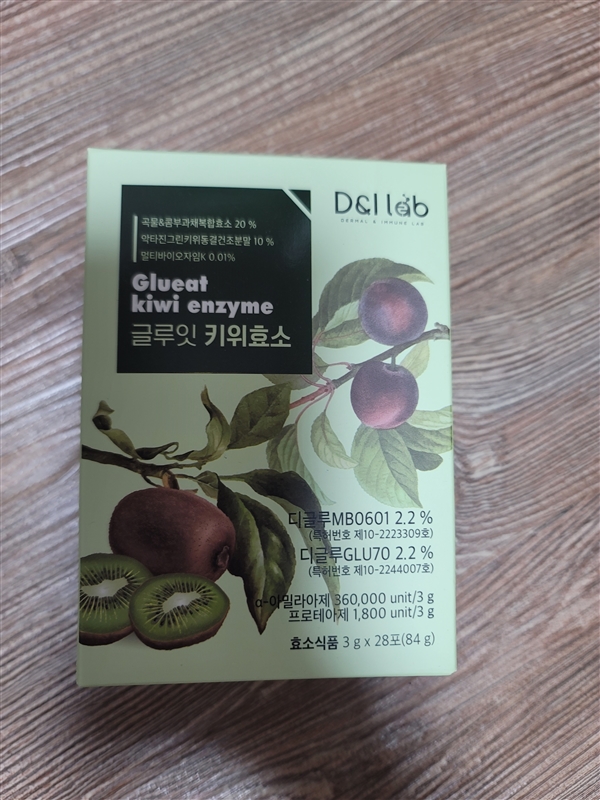 D&I lab
DERMAL & IMMUNE LAB
곡물&콤부과채복합효소 20 %
악타진그린키위동결건조분말 10 %
멀티바이오자임K 0.01%
Glueat
kiwi enzyme
글루잇 키위효소
디글루MB0601 2.2 %
(특허번호 제10-2223309호)
디글루GLU70 2.2 %
(특허번호 제10-2244007호)
α-아밀라아제 360,000 unit/3 g
프로테아제 1,800 unit/3 g
효소식품 3 g x 28포(84 g)